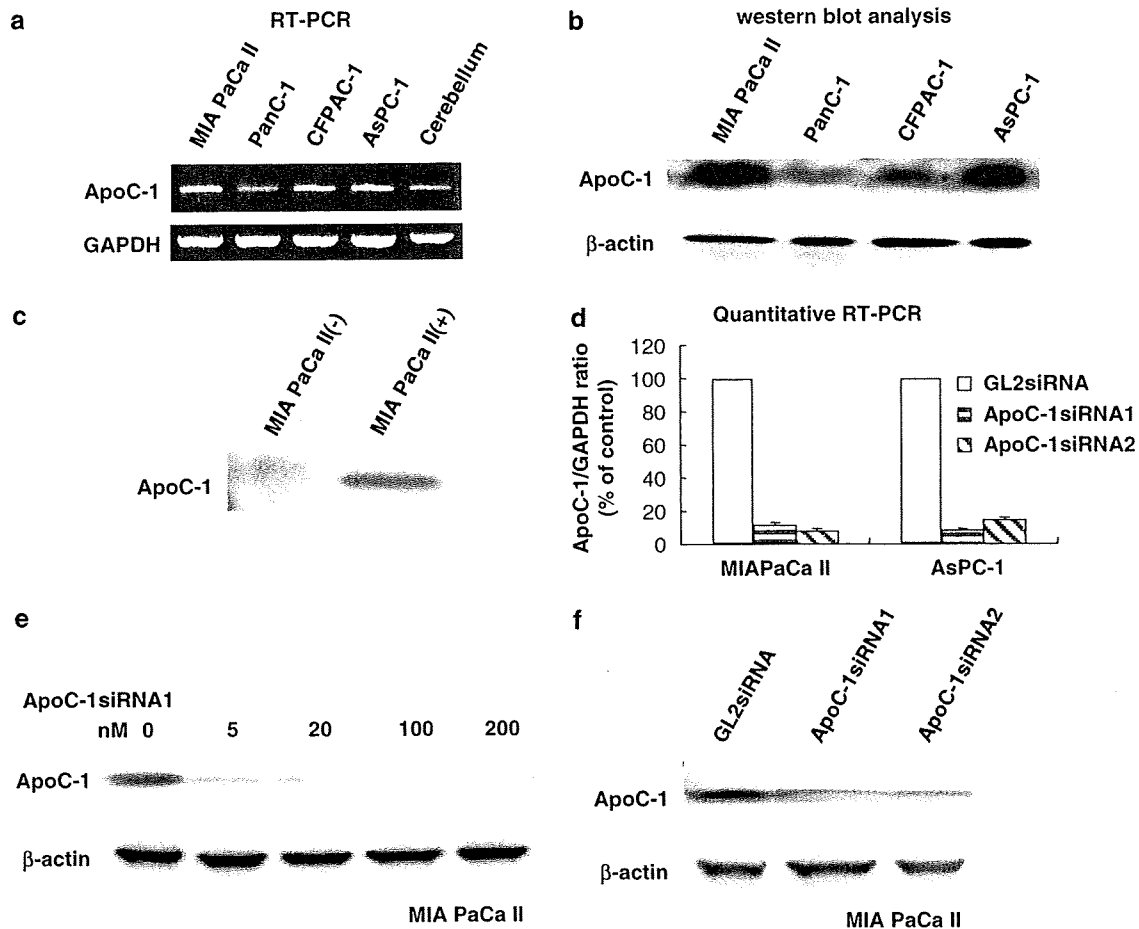 a
RT-PCR
MIA PaCa II
PanC-1
CFPAC-1
AsPC-1
Cerebellum
ApoC-1
GAPDH
b
western blot analysis
MIA PaCa II
PanC-1
CFPAC-1
AsPC-1
ApoC-1
β-actin
c
MIA PaCa II(-)
MIA PaCa II(+)
ApoC-1
d
Quantitative RT-PCR
ApoC-1/GAPDH ratio
(% of control)
120
100
80
60
40
20
0
GL2siRNA
ApoC-1siRNA1
ApoC-1siRNA2
MIAPaCa II
AsPC-1
e
ApoC-1siRNA1
nM 0 5 20 100 200
ApoC-1
β-actin
MIA PaCa II
f
GL2siRNA
ApoC-1siRNA1
ApoC-1siRNA2
ApoC-1
β-actin
MIA PaCa II